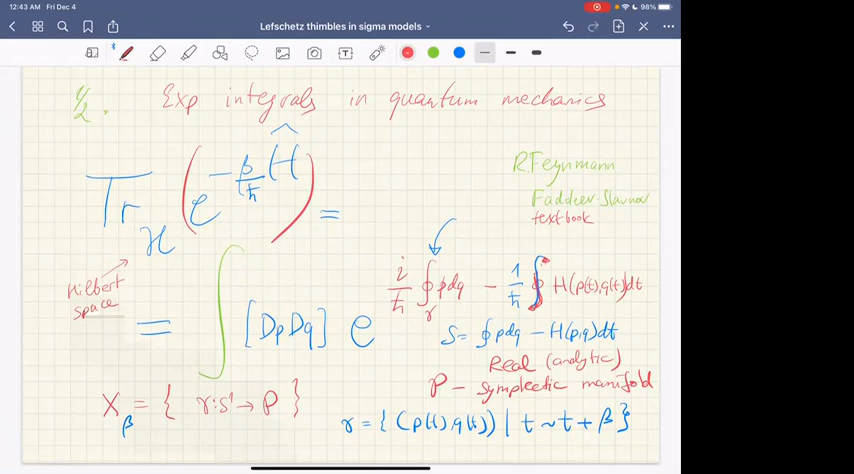 12:43 AM Fri Dec 4
98%
Lefschetz thimbles in sigma models
1/2. Exp integrals in quantum mechanics
Tr_ℋ (e^{-β/ħ Ĥ}) =
R. Feynmann
Faddeev-Slavnov
textbook
Hilbert
space
= ∫ [DpDq] e^{i/ħ ∮_γ pdq - 1/ħ ∫_0^β H(p(t),q(t))dt}
S = ∮ pdq - H(p,q)dt
Real (analytic)
P - symplectic manifold
X_β = { γ: S¹ → P }
γ = { (p(t),q(t)) | t ~ t + β }